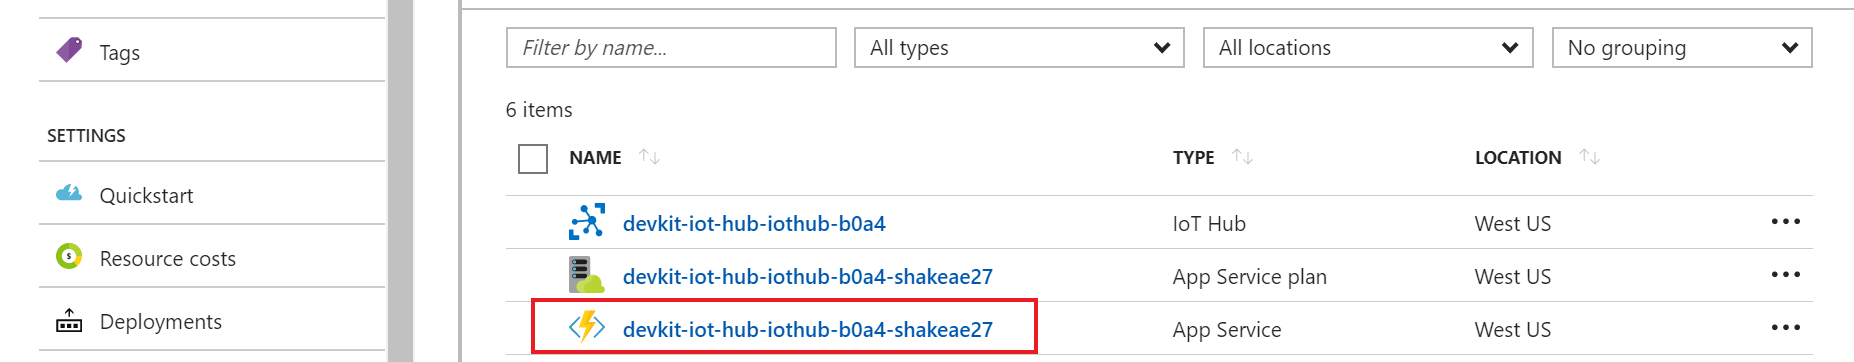 Tags
SETTINGS
Quickstart
Resource costs
Deployments
Filter by name... All types All locations No grouping
6 items
NAME TYPE LOCATION
devkit-iot-hub-iothub-b0a4 IoT Hub West US
devkit-iot-hub-iothub-b0a4-shakeae27 App Service plan West US
devkit-iot-hub-iothub-b0a4-shakeae27 App Service West US